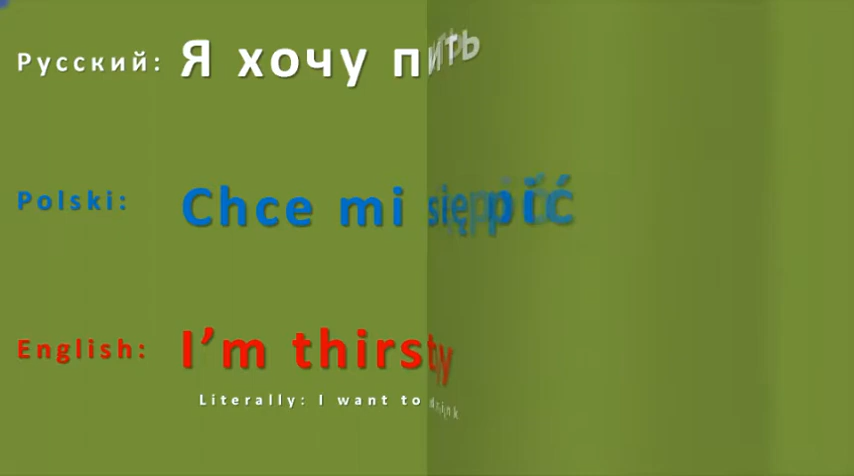 Русский: Я хочу пить
Polski: Chce mi się pić
English: I’m thirsty
Literally: I want to drink